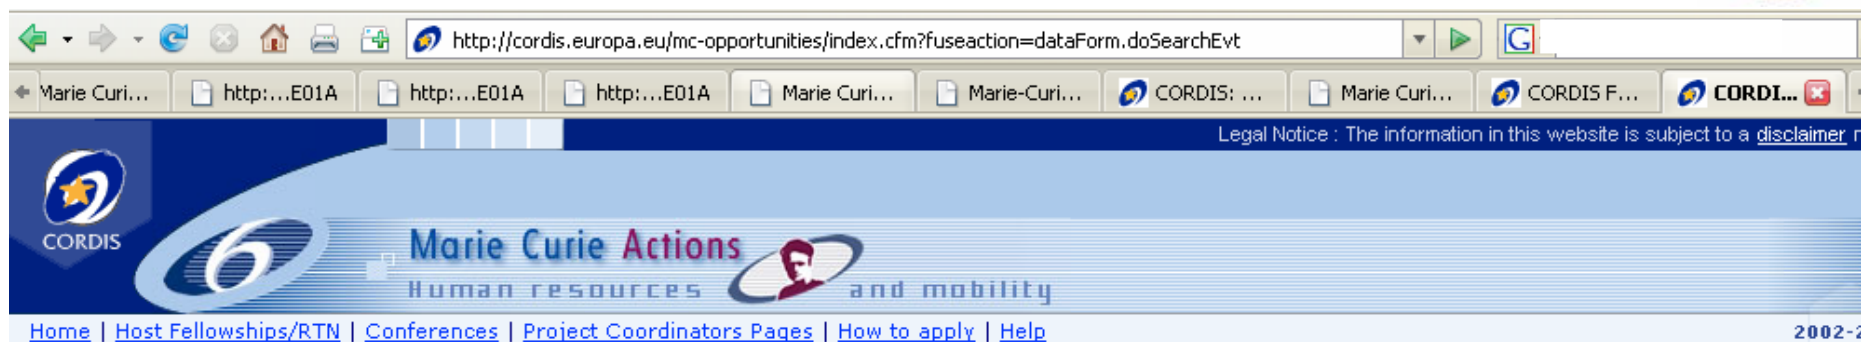 http://cordis.europa.eu/mc-opportunities/index.cfm?fuseaction=dataForm.doSearchEvt G
Marie Curi... http:...E01A http:...E01A http:...E01A Marie Curi... Marie-Curi... CORDIS: ... Marie Curi... CORDIS F... CORDI...
Legal Notice : The information in this website is subject to a disclaimer
CORDIS
6
Marie Curie Actions
Human resources and mobility
Home | Host Fellowships/RTN | Conferences | Project Coordinators Pages | How to apply | Help 2002-